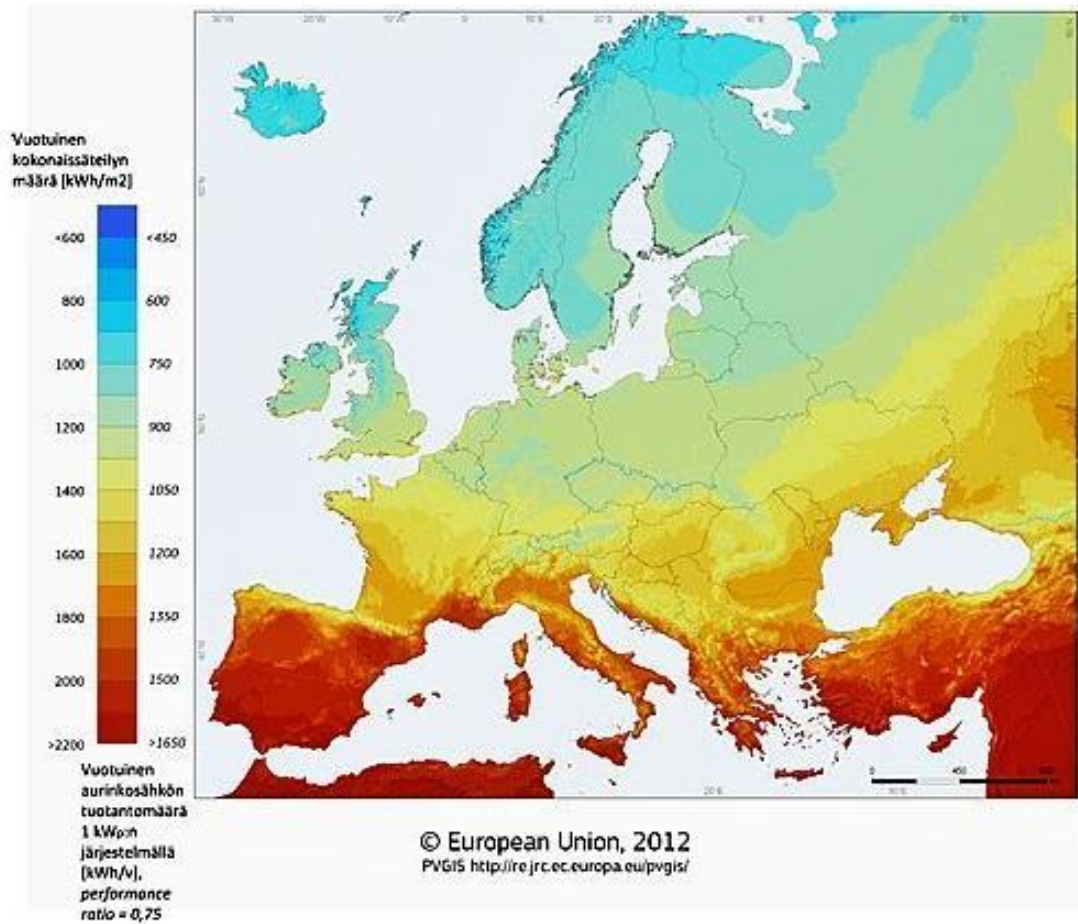 Vuotuinen
kokonaissäteilyn
määrä [kWh/m2]
<600
<450
800
600
1000
750
1200
900
1400
1050
1600
1200
1800
1350
2000
1500
>2200
>1650
Vuotuinen
aurinkosähkön
tuotantomäärä
1 kWp:n
järjestelmällä
[kWh/v],
performance
ratio = 0,75
© European Union, 2012
PVGIS http://re.jrc.ec.europa.eu/pvgis/